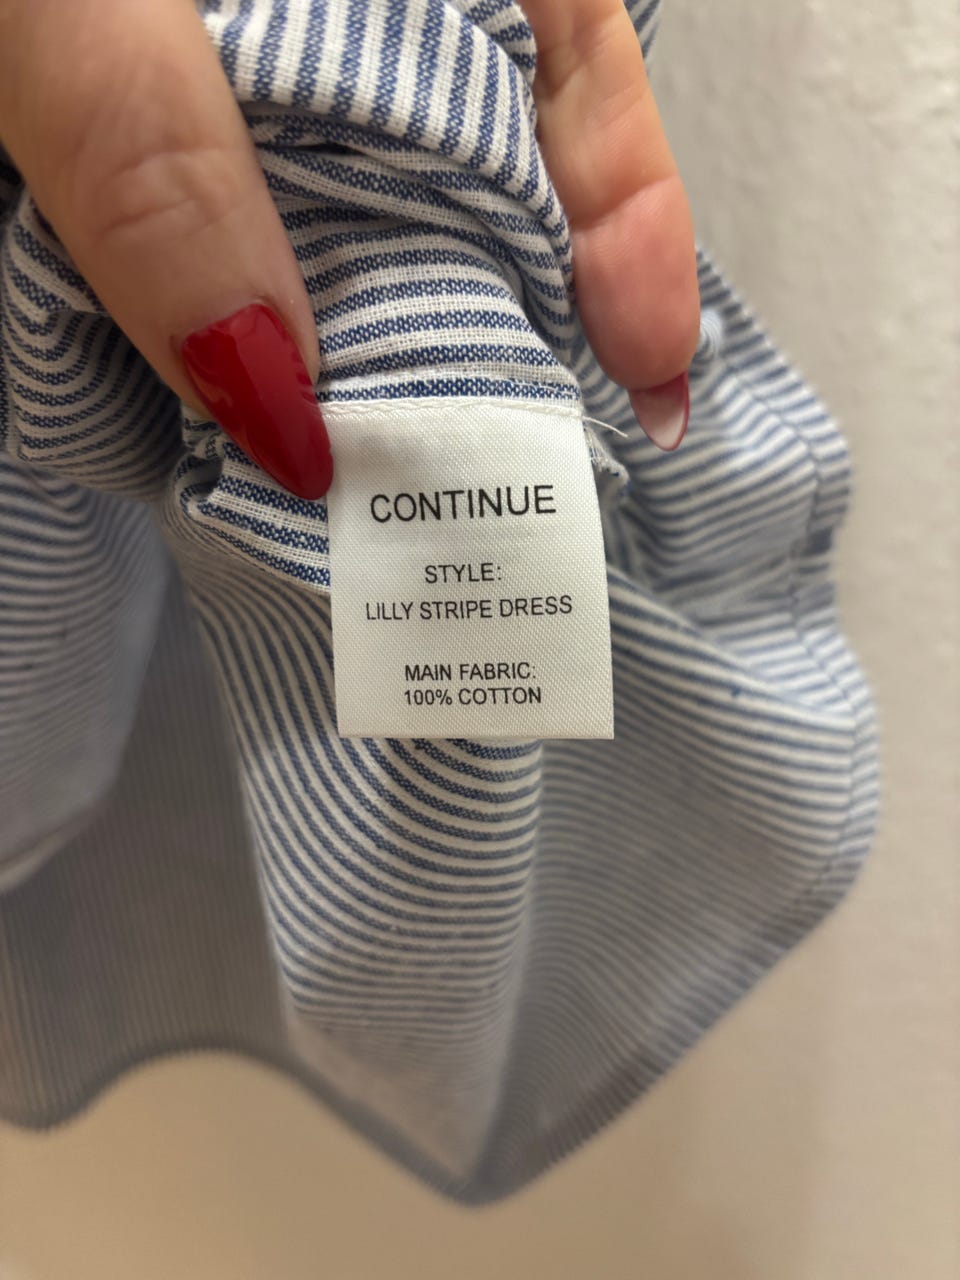 CONTINUE
STYLE:
LILLY STRIPE DRESS
MAIN FABRIC:
100% COTTON